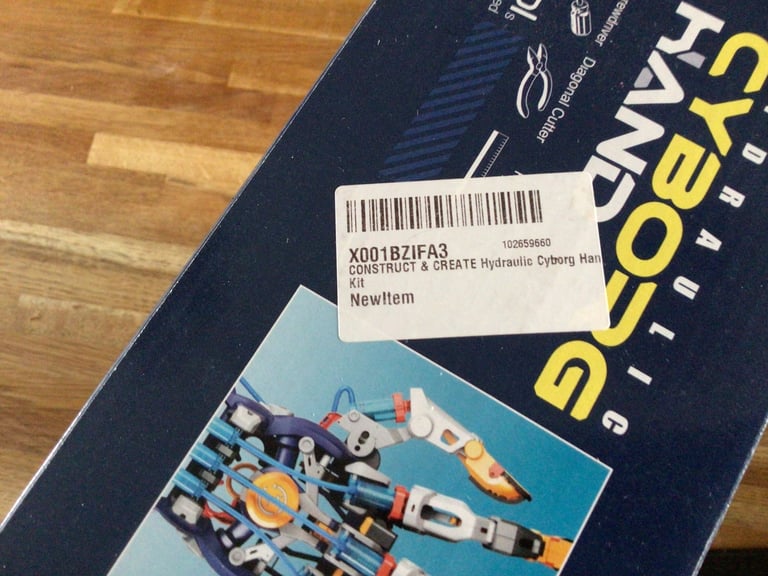 HYDRAULIC
CYBORG
HAND
Diagonal Cutter
X001BZIFA3
102659660
CONSTRUCT & CREATE Hydraulic Cyborg Han
Kit
NewItem